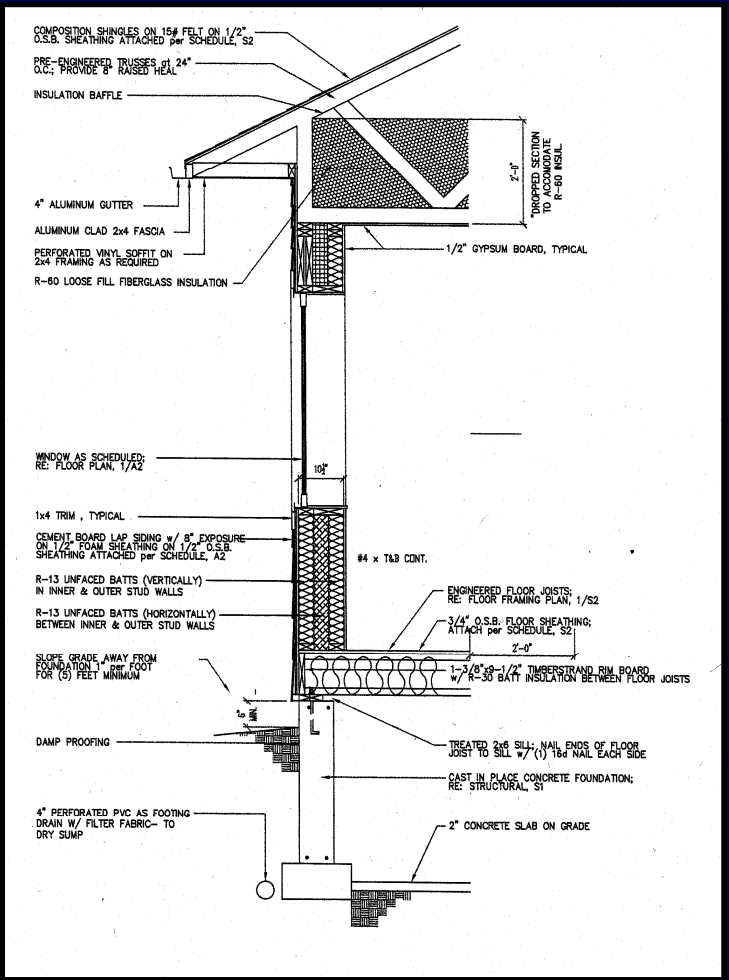 COMPOSITION SHINGLES ON 15# FELT ON 1/2"
O.S.B. SHEATHING ATTACHED per SCHEDULE, S2
PRE-ENGINEERED TRUSSES at 24"
O.C.; PROVIDE 8" RAISED HEAL
INSULATION BAFFLE
2'-0"
"DROPPED SECTION
TO ACCOMODATE
R-60 INSUL
4" ALUMINUM GUTTER
ALUMINUM CLAD 2x4 FASCIA
PERFORATED VINYL SOFFIT ON
2x4 FRAMING AS REQUIRED
1/2" GYPSUM BOARD, TYPICAL
R-60 LOOSE FILL FIBERGLASS INSULATION
WINDOW AS SCHEDULED;
RE: FLOOR PLAN, 1/A2
10½"
1x4 TRIM , TYPICAL
CEMENT BOARD LAP SIDING w/ 8" EXPOSURE
ON 1/2" FOAM SHEATHING ON 1/2" O.S.B.
SHEATHING ATTACHED per SCHEDULE, A2
#4 x T&B CONT.
R-13 UNFACED BATTS (VERTICALLY)
IN INNER & OUTER STUD WALLS
ENGINEERED FLOOR JOISTS;
RE: FLOOR FRAMING PLAN, 1/S2
R-13 UNFACED BATTS (HORIZONTALLY)
BETWEEN INNER & OUTER STUD WALLS
3/4" O.S.B. FLOOR SHEATHING;
ATTACH per SCHEDULE, S2
2'-0"
SLOPE GRADE AWAY FROM
FOUNDATION 1" per FOOT
FOR (5) FEET MINIMUM
1-3/8"x9-1/2" TIMBERSTRAND RIM BOARD
w/ R-30 BATT INSULATION BETWEEN FLOOR JOISTS
6"
MIN.
DAMP PROOFING
TREATED 2x6 SILL; NAIL ENDS OF FLOOR
JOIST TO SILL w/ (1) 16d NAIL EACH SIDE
CAST IN PLACE CONCRETE FOUNDATION;
RE: STRUCTURAL, S1
4" PERFORATED PVC AS FOOTING
DRAIN W/ FILTER FABRIC- TO
DRY SUMP
2" CONCRETE SLAB ON GRADE